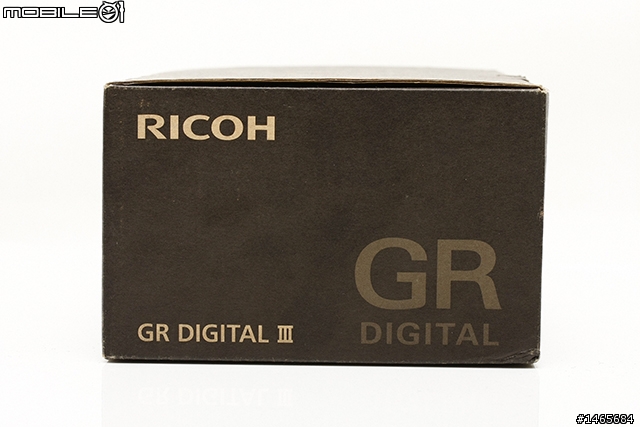 MOBILE01
RICOH
GR
DIGITAL
GR DIGITAL III
#1465684